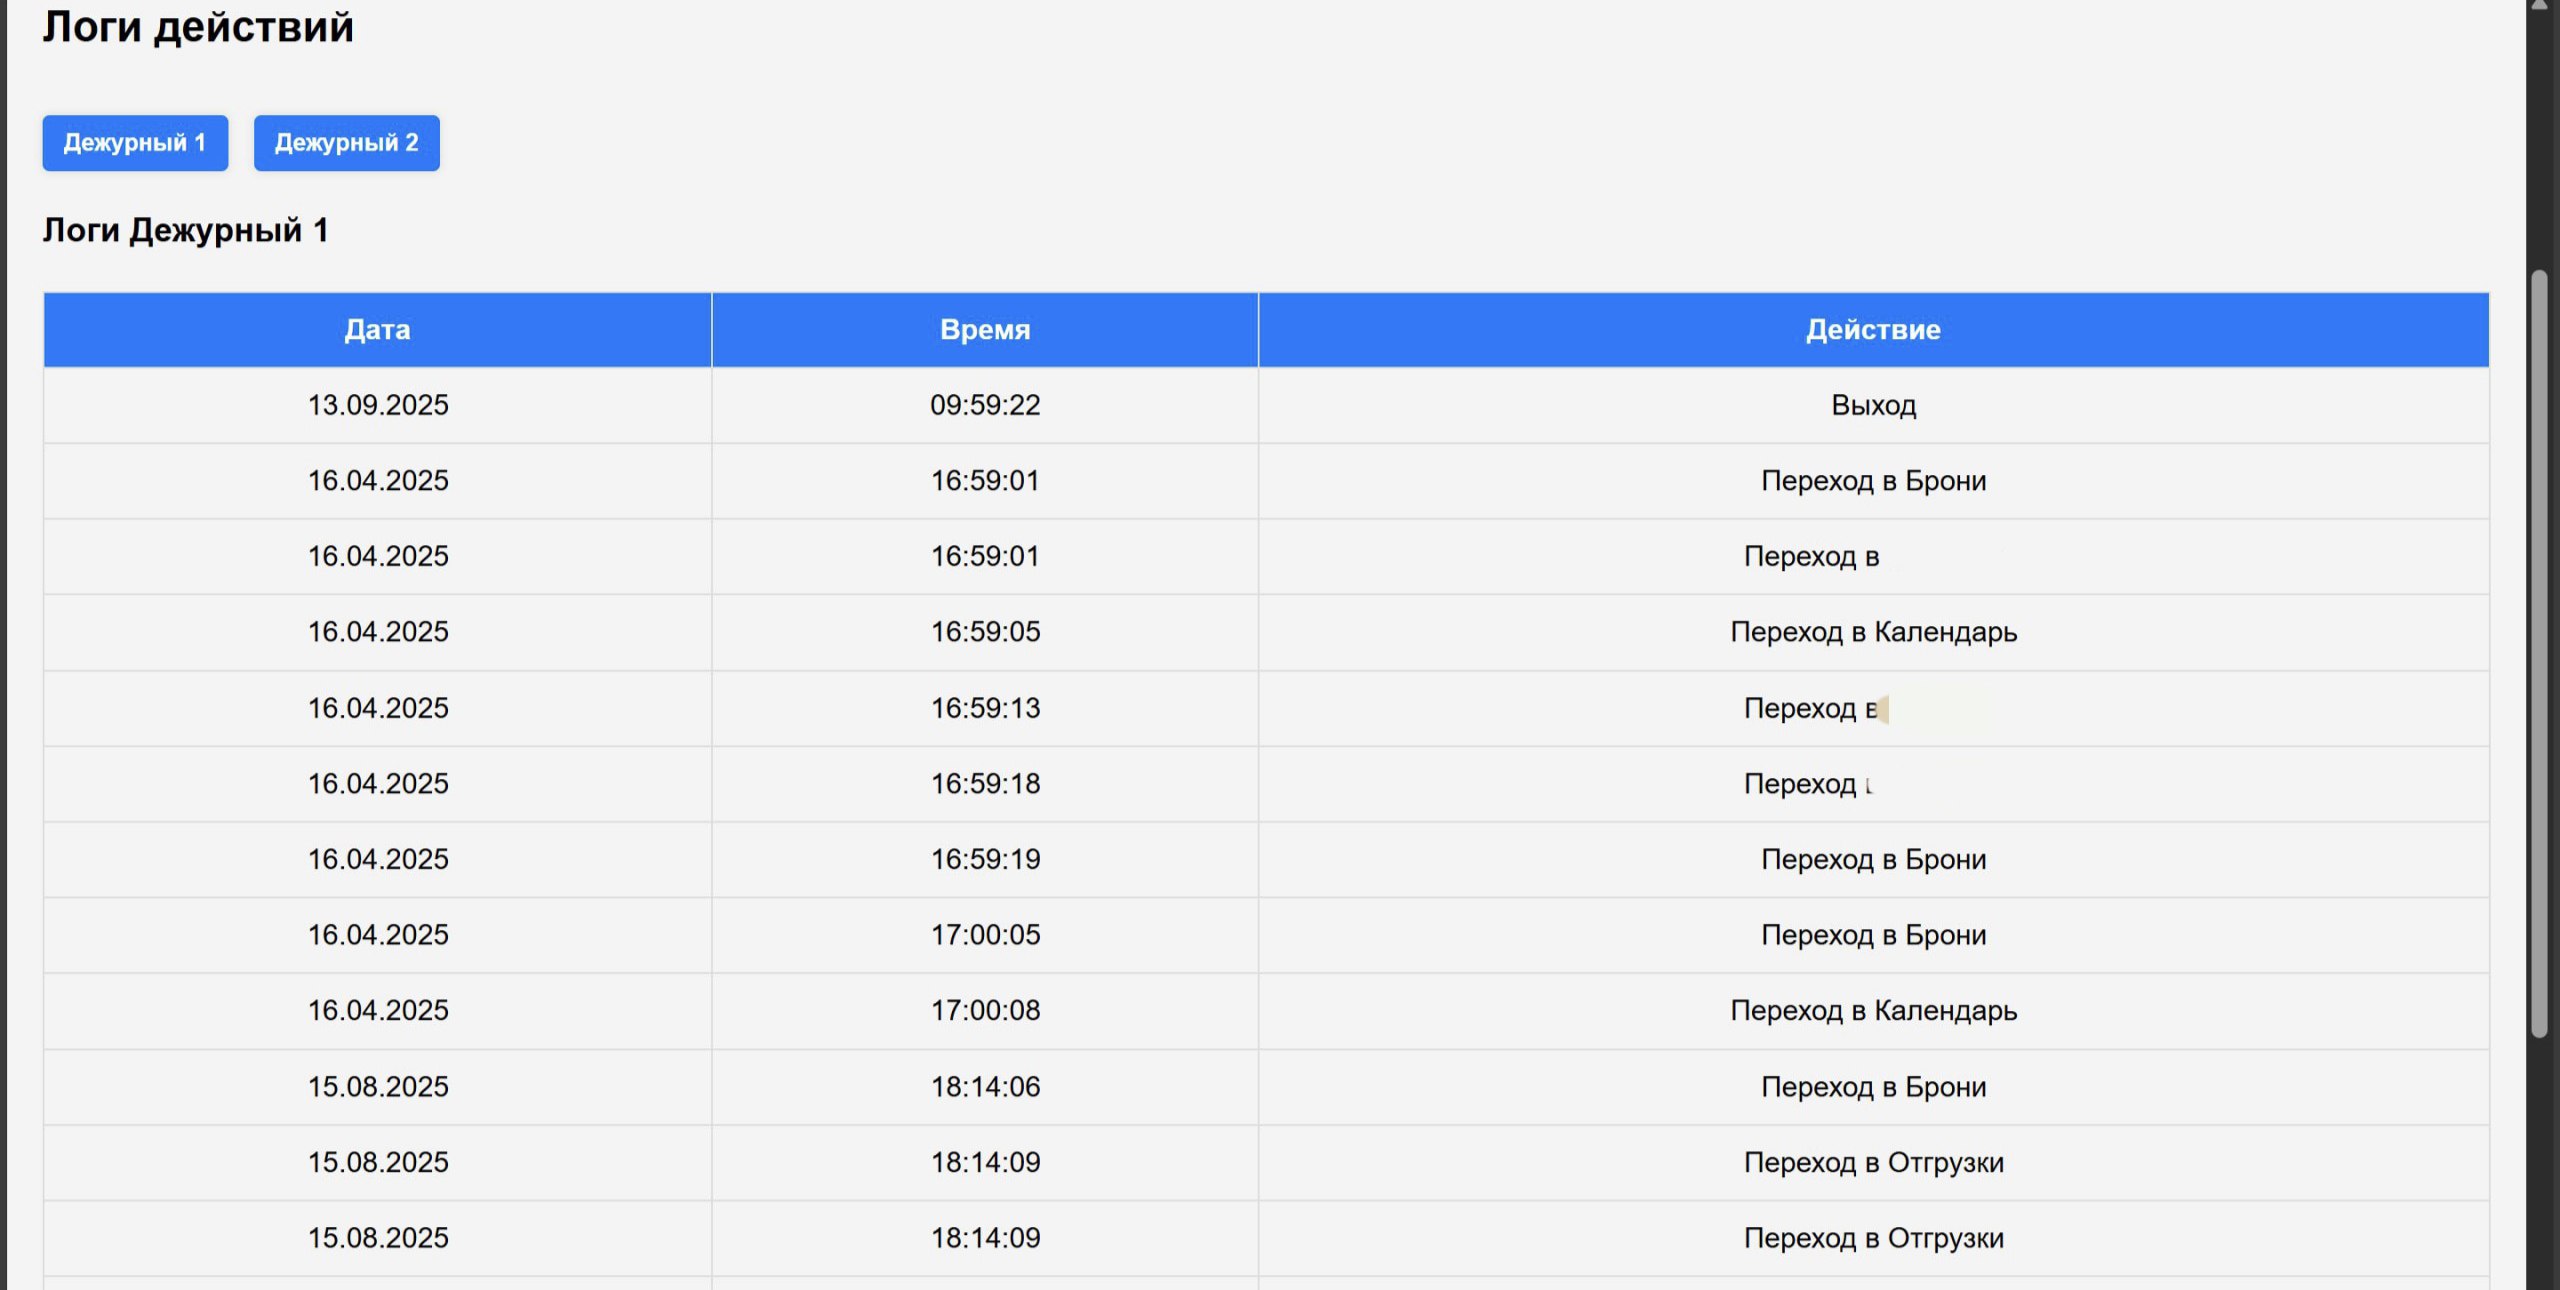 Логи действий
Дежурный 1 Дежурный 2
Логи Дежурный 1
Дата Время Действие
13.09.2025 09:59:22 Выход
16.04.2025 16:59:01 Переход в Брони
16.04.2025 16:59:01 Переход в
16.04.2025 16:59:05 Переход в Календарь
16.04.2025 16:59:13 Переход в
16.04.2025 16:59:18 Переход
16.04.2025 16:59:19 Переход в Брони
16.04.2025 17:00:05 Переход в Брони
16.04.2025 17:00:08 Переход в Календарь
15.08.2025 18:14:06 Переход в Брони
15.08.2025 18:14:09 Переход в Отгрузки
15.08.2025 18:14:09 Переход в Отгрузки